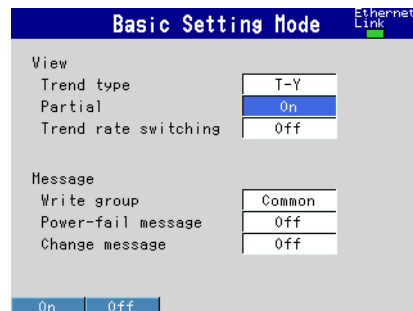 Basic Setting Mode
Ethernet
Link
View
Trend type T-Y
Partial On
Trend rate switching Off
Message
Write group Common
Power-fail message Off
Change message Off
On Off